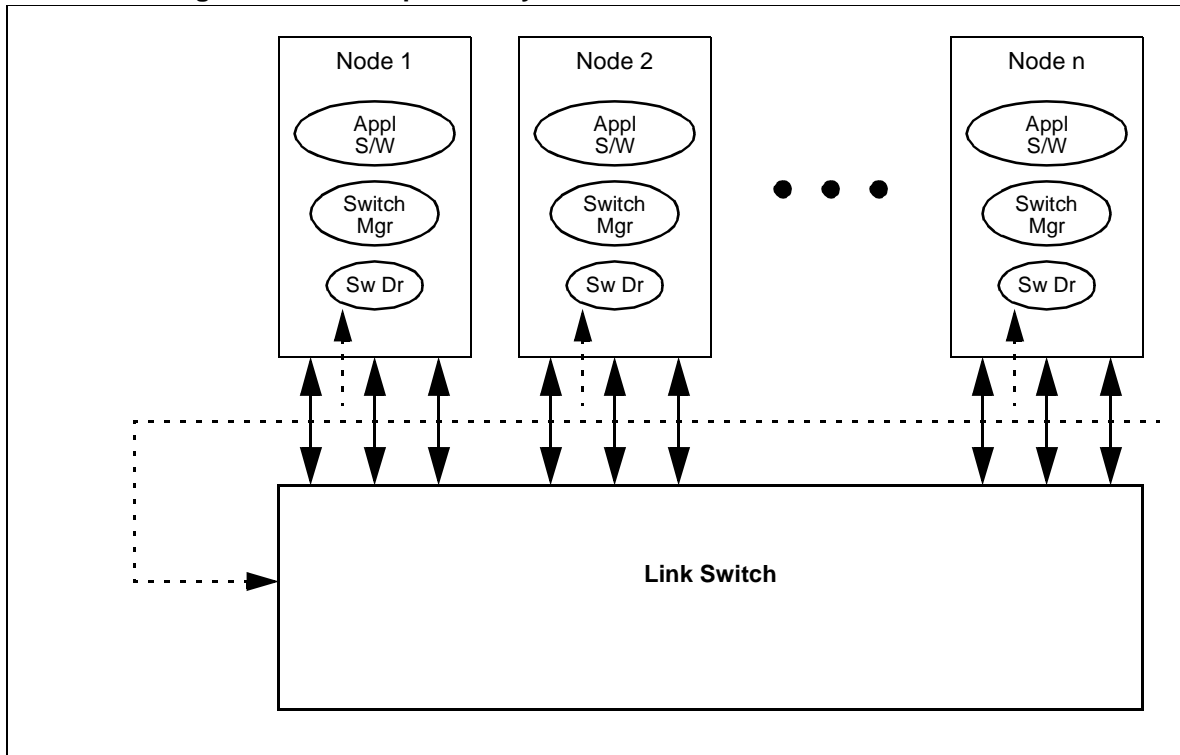 Node 1
Appl
S/W
Switch
Mgr
Sw Dr
Node 2
Appl
S/W
Switch
Mgr
Sw Dr
Node n
Appl
S/W
Switch
Mgr
Sw Dr
Link Switch